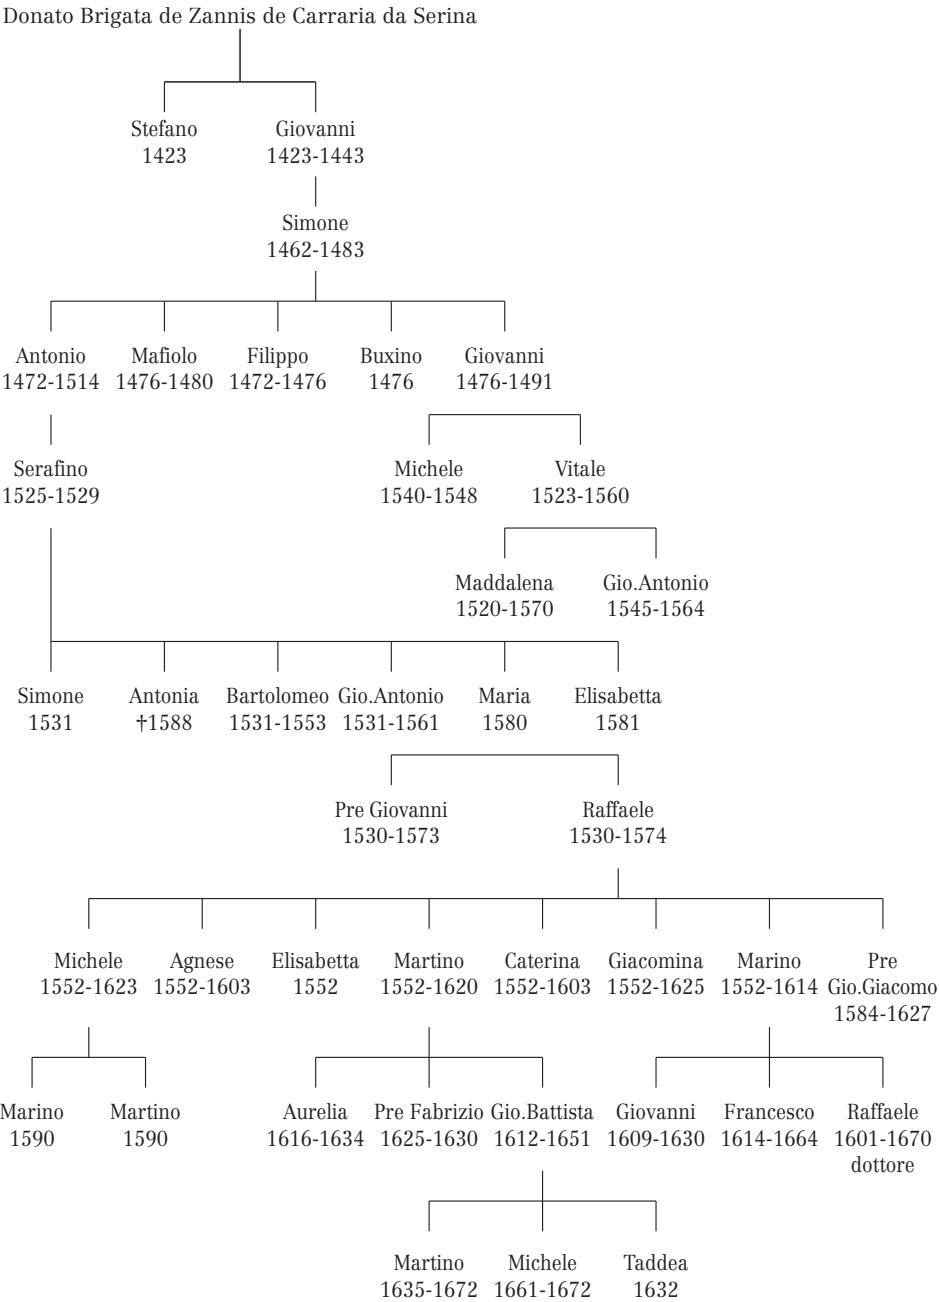 Donato Brigata de Zannis de Carraria da Serina
Stefano Giovanni
1423 1423-1443
Simone
1462-1483
Antonio Mafiolo Filippo Buxino Giovanni
1472-1514 1476-1480 1472-1476 1476 1476-1491
Serafino Michele Vitale
1525-1529 1540-1548 1523-1560
Maddalena Gio.Antonio
1520-1570 1545-1564
Simone Antonia Bartolomeo Gio.Antonio Maria Elisabetta
1531 †1588 1531-1553 1531-1561 1580 1581
Pre Giovanni Raffaele
1530-1573 1530-1574
Michele Agnese Elisabetta Martino Caterina Giacomina Marino Pre
1552-1623 1552-1603 1552 1552-1620 1552-1603 1552-1625 1552-1614 Gio.Giacomo
1584-1627
Marino Martino Aurelia Pre Fabrizio Gio.Battista Giovanni Francesco Raffaele
1590 1590 1616-1634 1625-1630 1612-1651 1609-1630 1614-1664 1601-1670
dottore
Martino Michele Taddea
1635-1672 1661-1672 1632